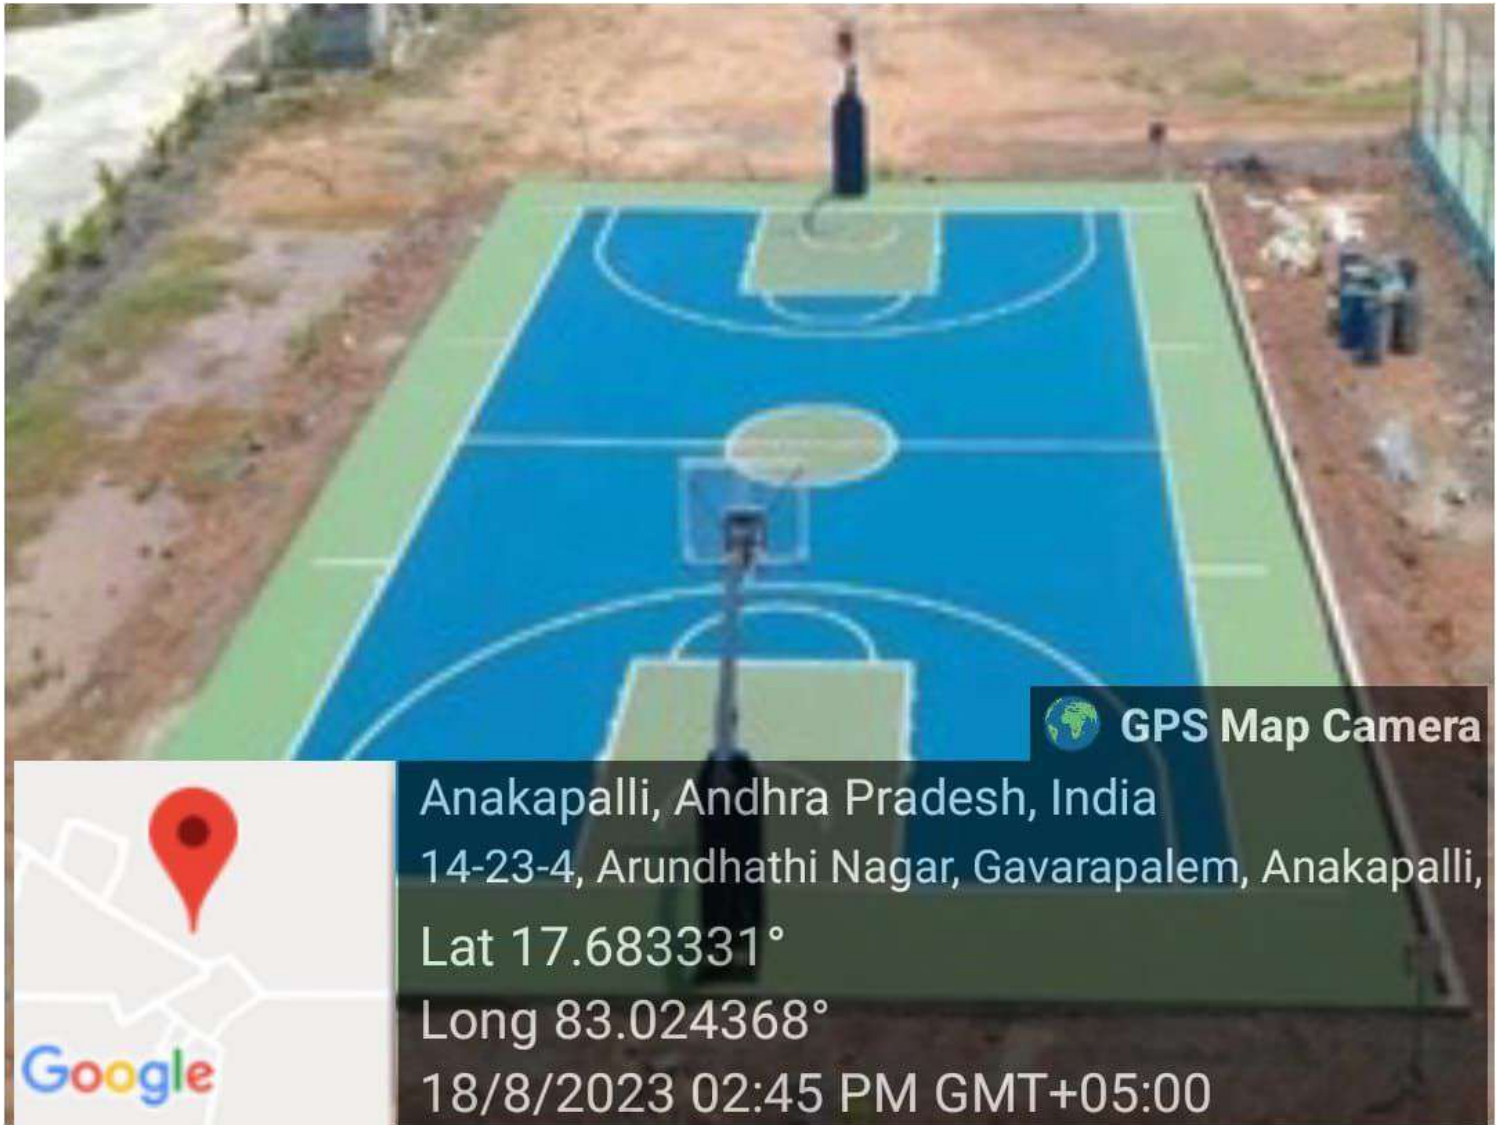 GPS Map Camera
Anakapalli, Andhra Pradesh, India
14-23-4, Arundhathi Nagar, Gavarapalem, Anakapalli,
Lat 17.683331°
Long 83.024368°
Google
18/8/2023 02:45 PM GMT+05:00